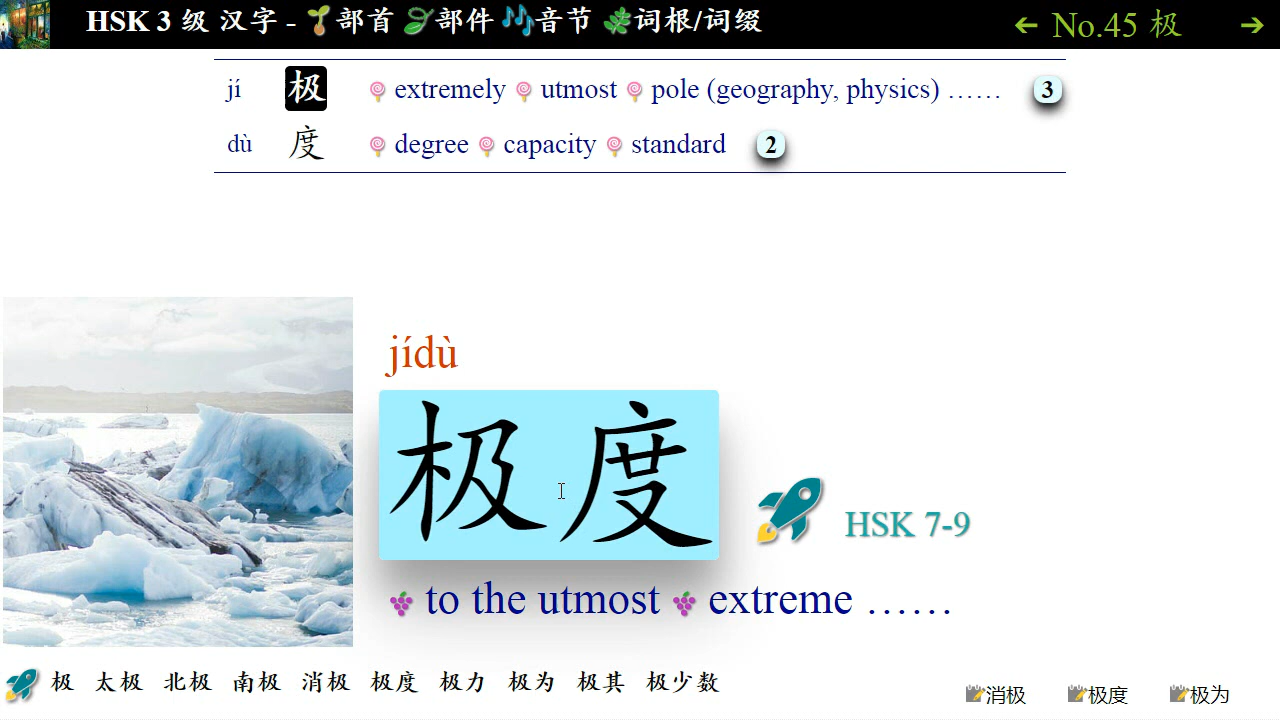 HSK 3 级 汉字 - 部首 部件 音节 词根/词缀
No.45 极
jí 极 extremely utmost pole (geography, physics) …… 3
dù 度 degree capacity standard 2
jídù
极度
HSK 7-9
to the utmost extreme ……
极 太极 北极 南极 消极 极度 极力 极为 极其 极少数
消极 极度 极为